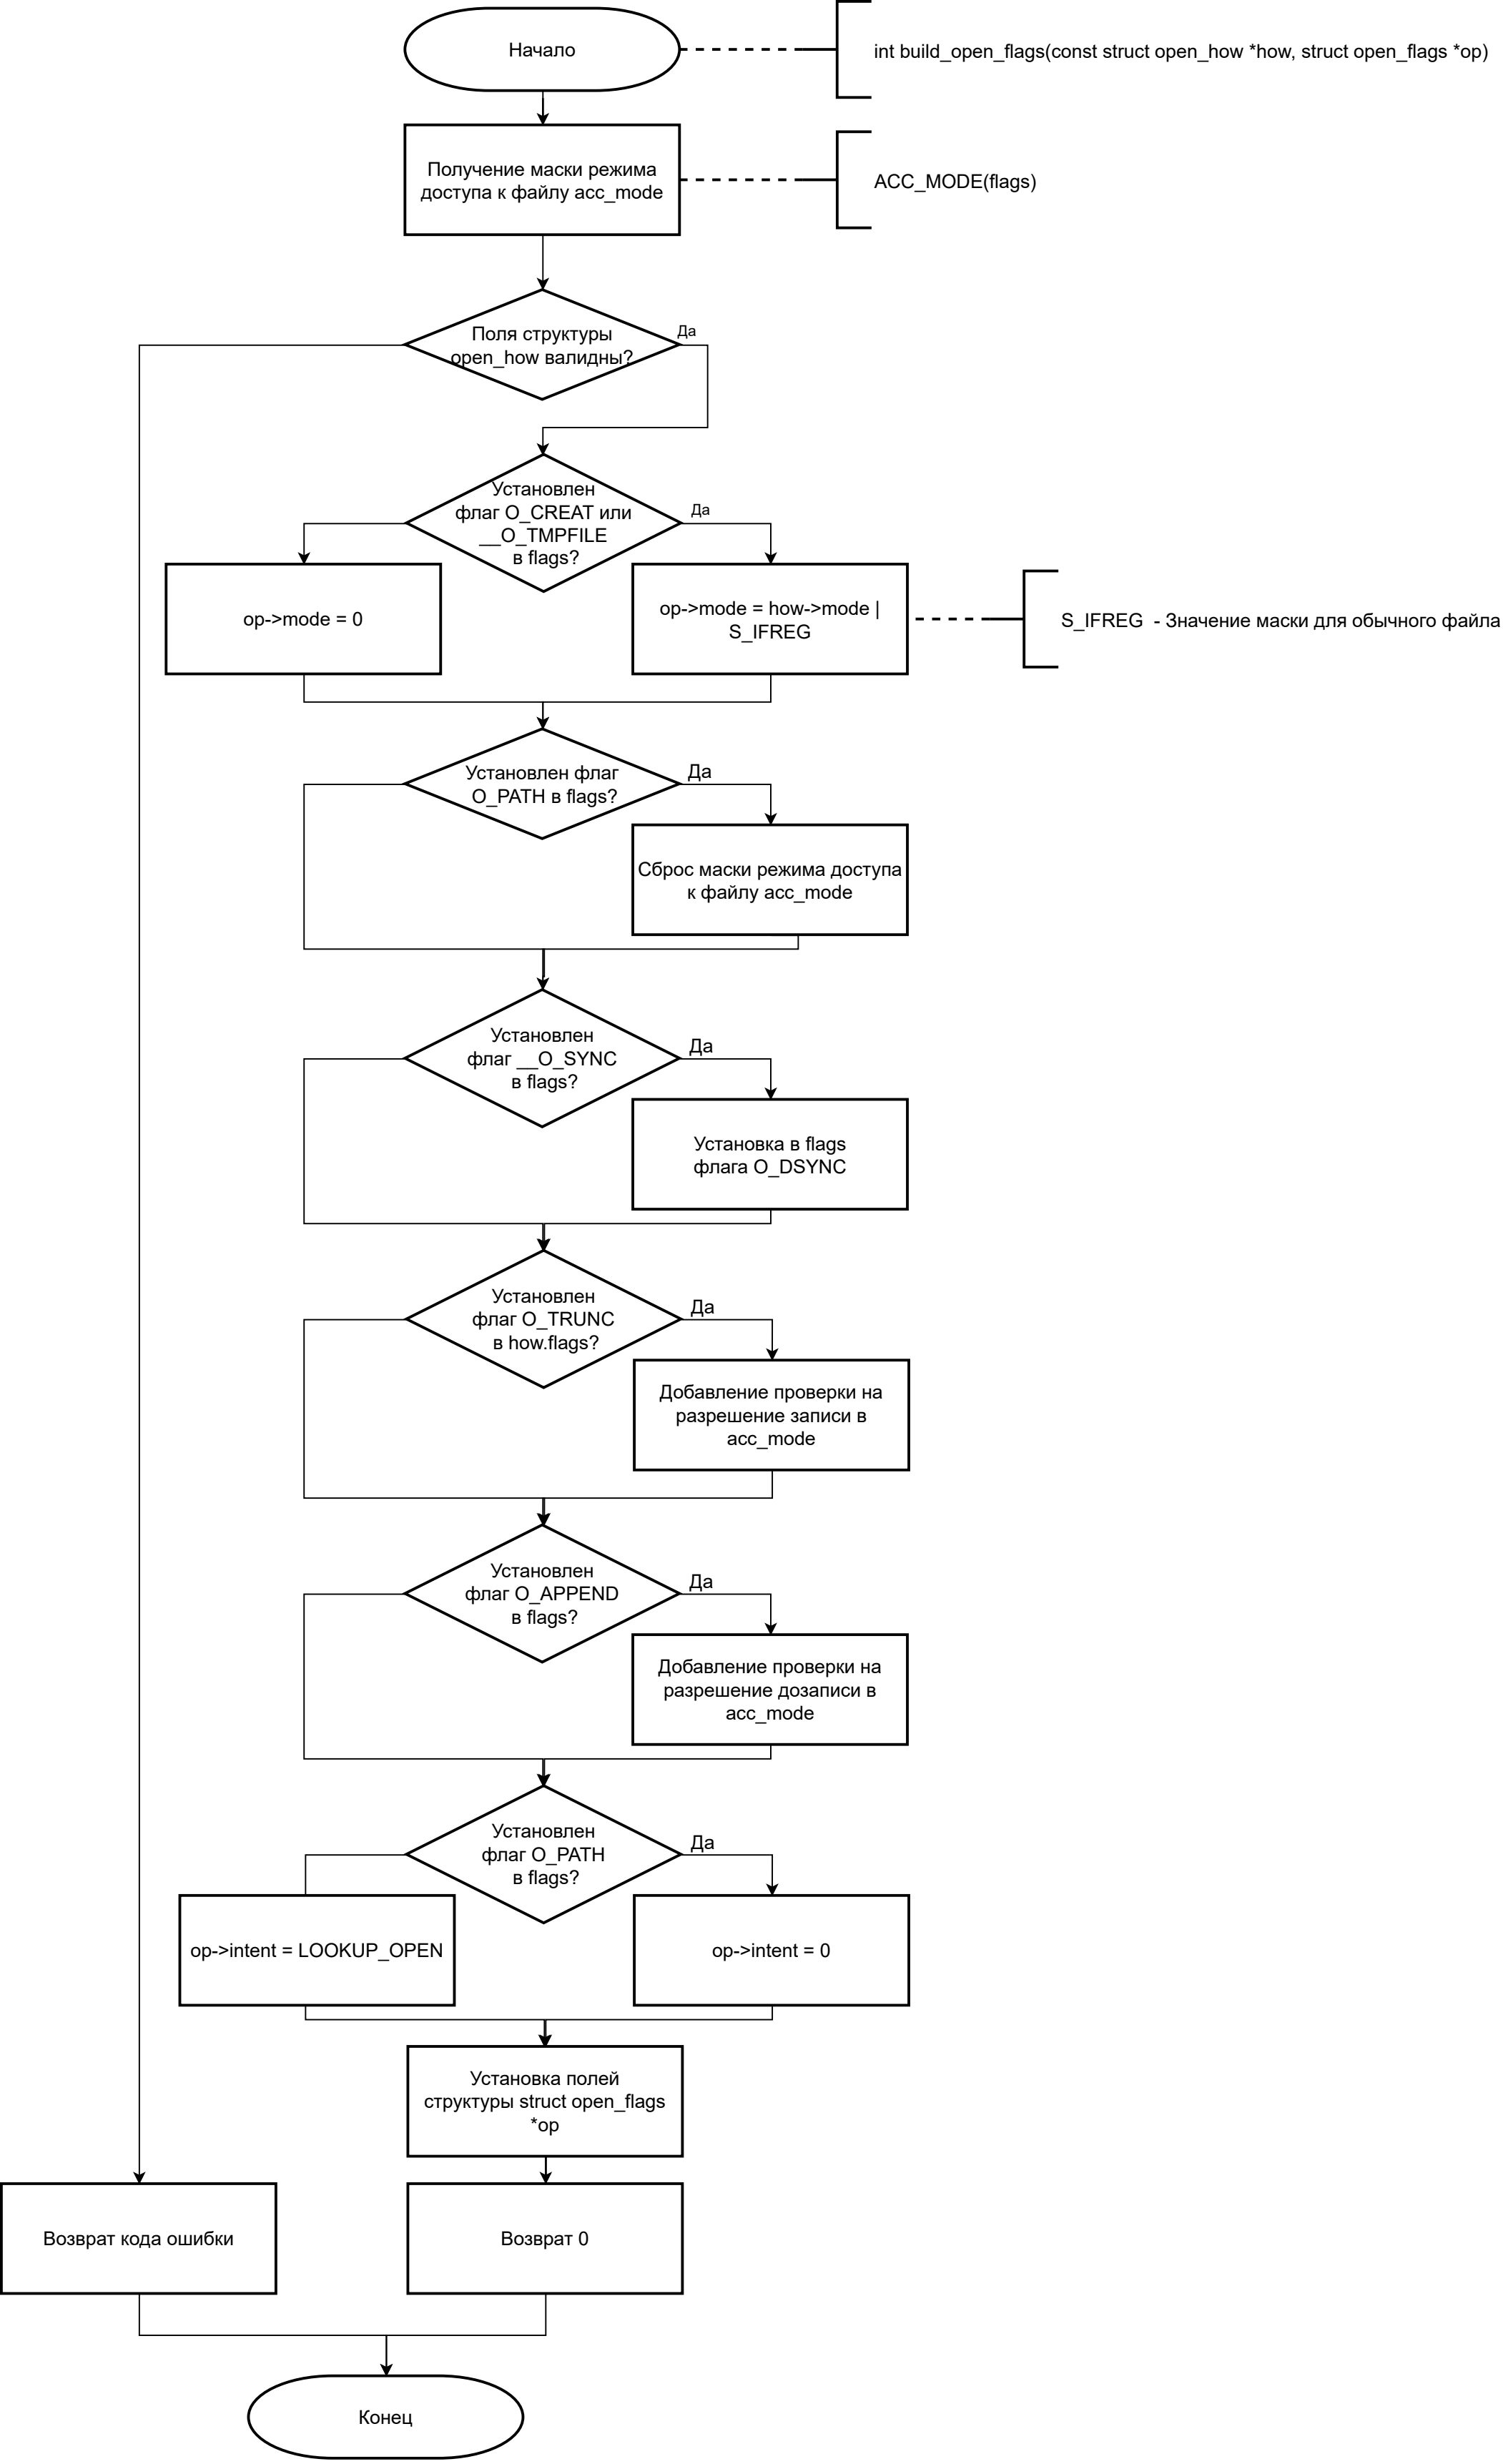 Начало
int build_open_flags(const struct open_how *how, struct open_flags *op)
Получение маски режима
доступа к файлу acc_mode
ACC_MODE(flags)
Поля структуры
open_how валидны?
Да
Установлен
флаг O_CREAT или
__O_TMPFILE
в flags?
Да
op->mode = 0
op->mode = how->mode |
S_IFREG
S_IFREG - Значение маски для обычного файла
Установлен флаг
O_PATH в flags?
Да
Сброс маски режима доступа
к файлу acc_mode
Установлен
флаг __O_SYNC
в flags?
Да
Установка в flags
флага O_DSYNC
Установлен
флаг O_TRUNC
в how.flags?
Да
Добавление проверки на
разрешение записи в
acc_mode
Установлен
флаг O_APPEND
в flags?
Да
Добавление проверки на
разрешение дозаписи в
acc_mode
Установлен
флаг O_PATH
в flags?
Да
op->intent = LOOKUP_OPEN
op->intent = 0
Установка полей
структуры struct open_flags
*op
Возврат кода ошибки
Возврат 0
Конец